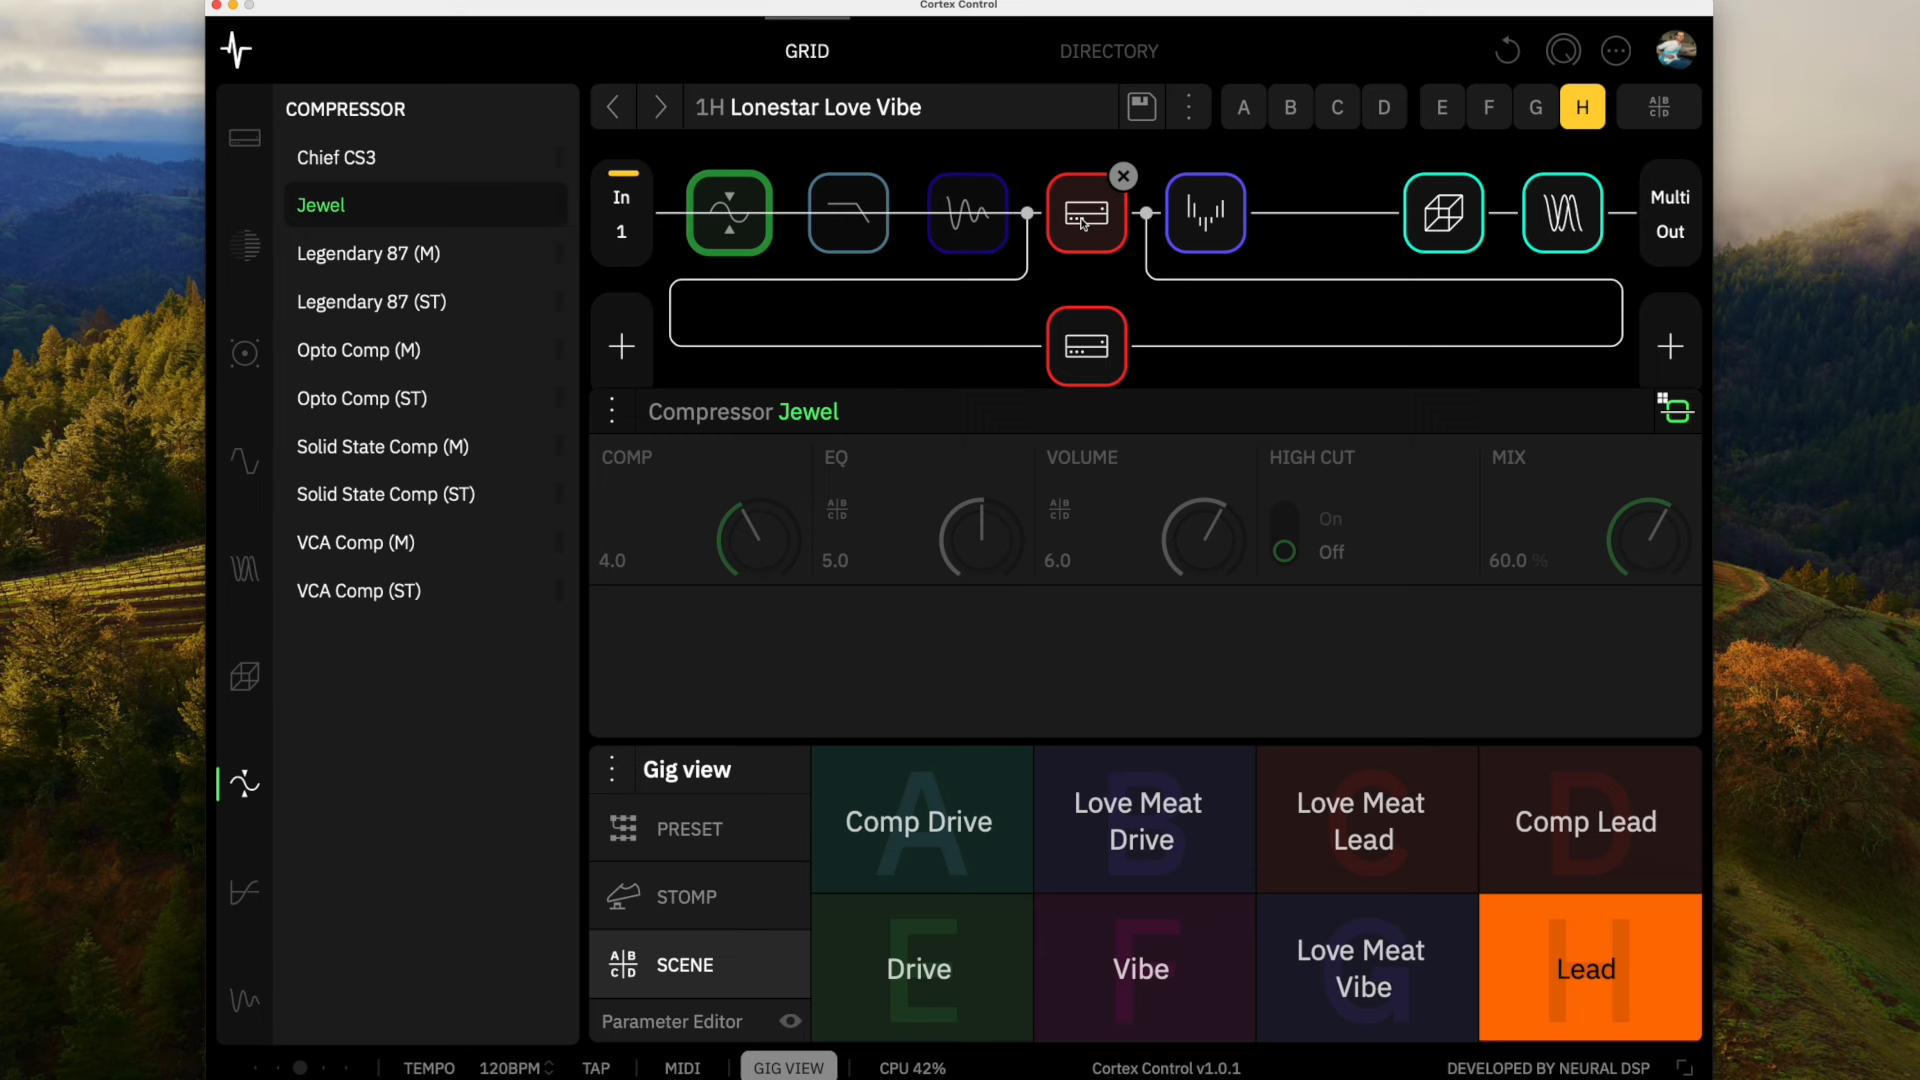 Cortex Control
GRID
DIRECTORY
COMPRESSOR
Chief CS3
Jewel
Legendary 87 (M)
Legendary 87 (ST)
Opto Comp (M)
Opto Comp (ST)
Solid State Comp (M)
Solid State Comp (ST)
VCA Comp (M)
VCA Comp (ST)
1H Lonestar Love Vibe
A B C D E F G H
A B
C D
In
1
Multi
Out
Compressor Jewel
COMP
EQ
VOLUME
HIGH CUT
MIX
A B
C D
A B
C D
On
Off
4.0
5.0
6.0
60.0 %
Gig view
PRESET
STOMP
A B
C D
SCENE
Parameter Editor
A
Comp Drive
B
Love Meat
Drive
C
Love Meat
Lead
D
Comp Lead
E
Drive
F
Vibe
G
Love Meat
Vibe
H
Lead
TEMPO
120BPM
TAP
MIDI
GIG VIEW
CPU 42%
Cortex Control v1.0.1
DEVELOPED BY NEURAL DSP